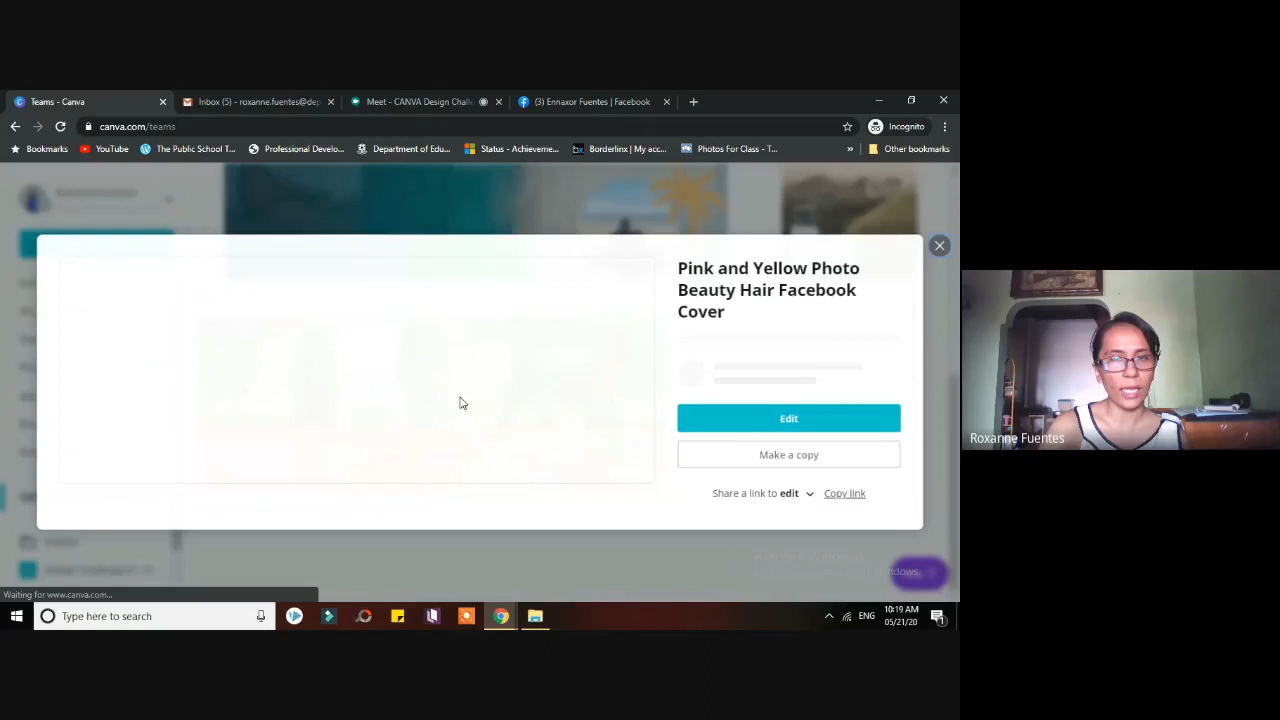 Teams - Canva
Inbox (5) - roxanne.fuentes@dep
Meet - CANVA Design Challe
(3) Ennaxor Fuentes | Facebook
canva.com/teams
Incognito
Bookmarks
YouTube
The Public School T...
Professional Develo...
Department of Edu...
Status - Achieveme...
Borderlinx | My acc...
Photos For Class - T...
»
Other bookmarks
Pink and Yellow Photo
Beauty Hair Facebook
Cover
Edit
Make a copy
Share a link to edit
Copy link
Roxanne Fuentes
Waiting for www.canva.com...
Type here to search
ENG
10:19 AM
05/21/20
1